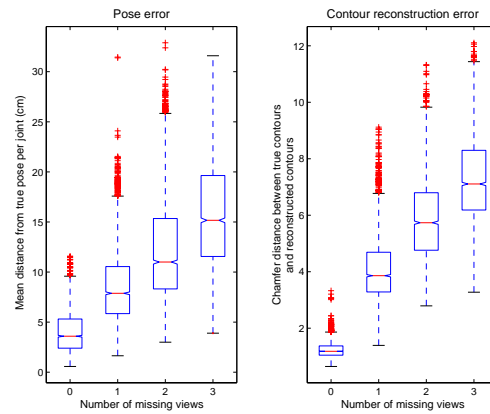 Pose error
Mean distance from true pose per joint (cm)
30
25
20
15
10
5
0
0 1 2 3
Number of missing views
Contour reconstruction error
Chamfer distance between true contours
and reconstructed contours
12
10
8
6
4
2
0 1 2 3
Number of missing views